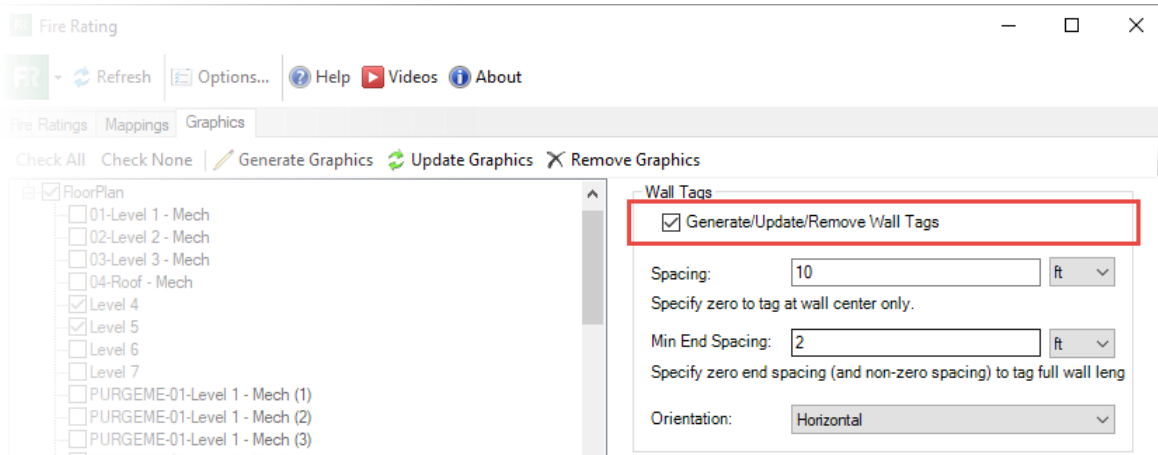 FR Fire Rating
FR Refresh Options... Help Videos About
Fire Ratings Mappings Graphics
Check All Check None Generate Graphics Update Graphics Remove Graphics
FloorPlan
01-Level 1 - Mech
02-Level 2 - Mech
03-Level 3 - Mech
04-Roof - Mech
Level 4
Level 5
Level 6
Level 7
PURGEME-01-Level 1 - Mech (1)
PURGEME-01-Level 1 - Mech (2)
PURGEME-01-Level 1 - Mech (3)
Wall Tags
Generate/Update/Remove Wall Tags
Spacing: 10 ft
Specify zero to tag at wall center only.
Min End Spacing: 2 ft
Specify zero end spacing (and non-zero spacing) to tag full wall leng
Orientation: Horizontal